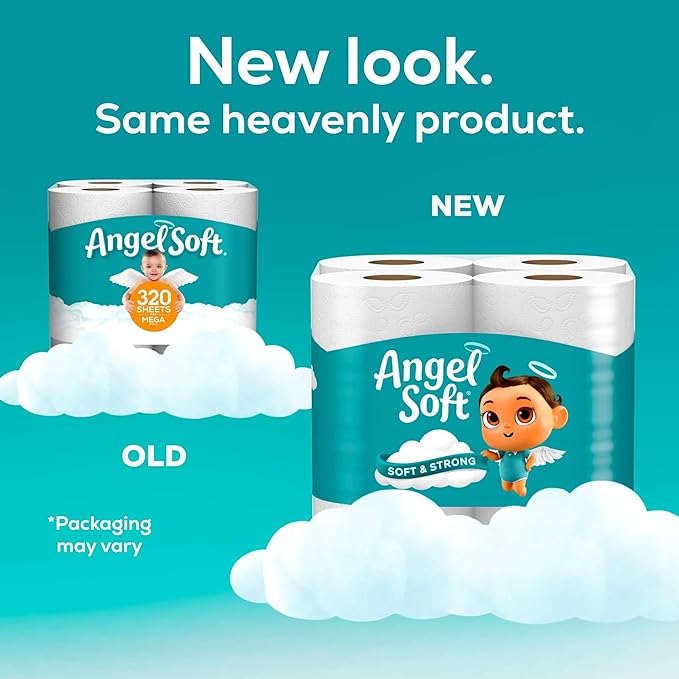 New look.
Same heavenly product.
Angel Soft®
320
SHEETS
MEGA
OLD
*Packaging
may vary
NEW
Angel
Soft®
SOFT & STRONG